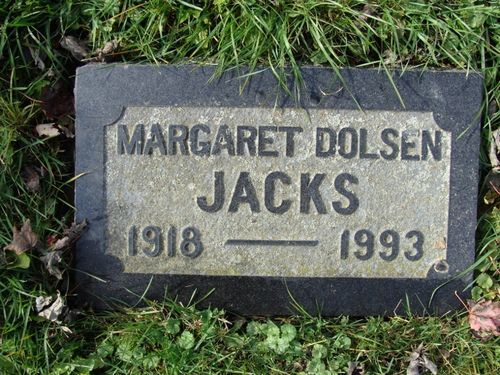 MARGARET DOLSEN
JACKS
1918 — 1993